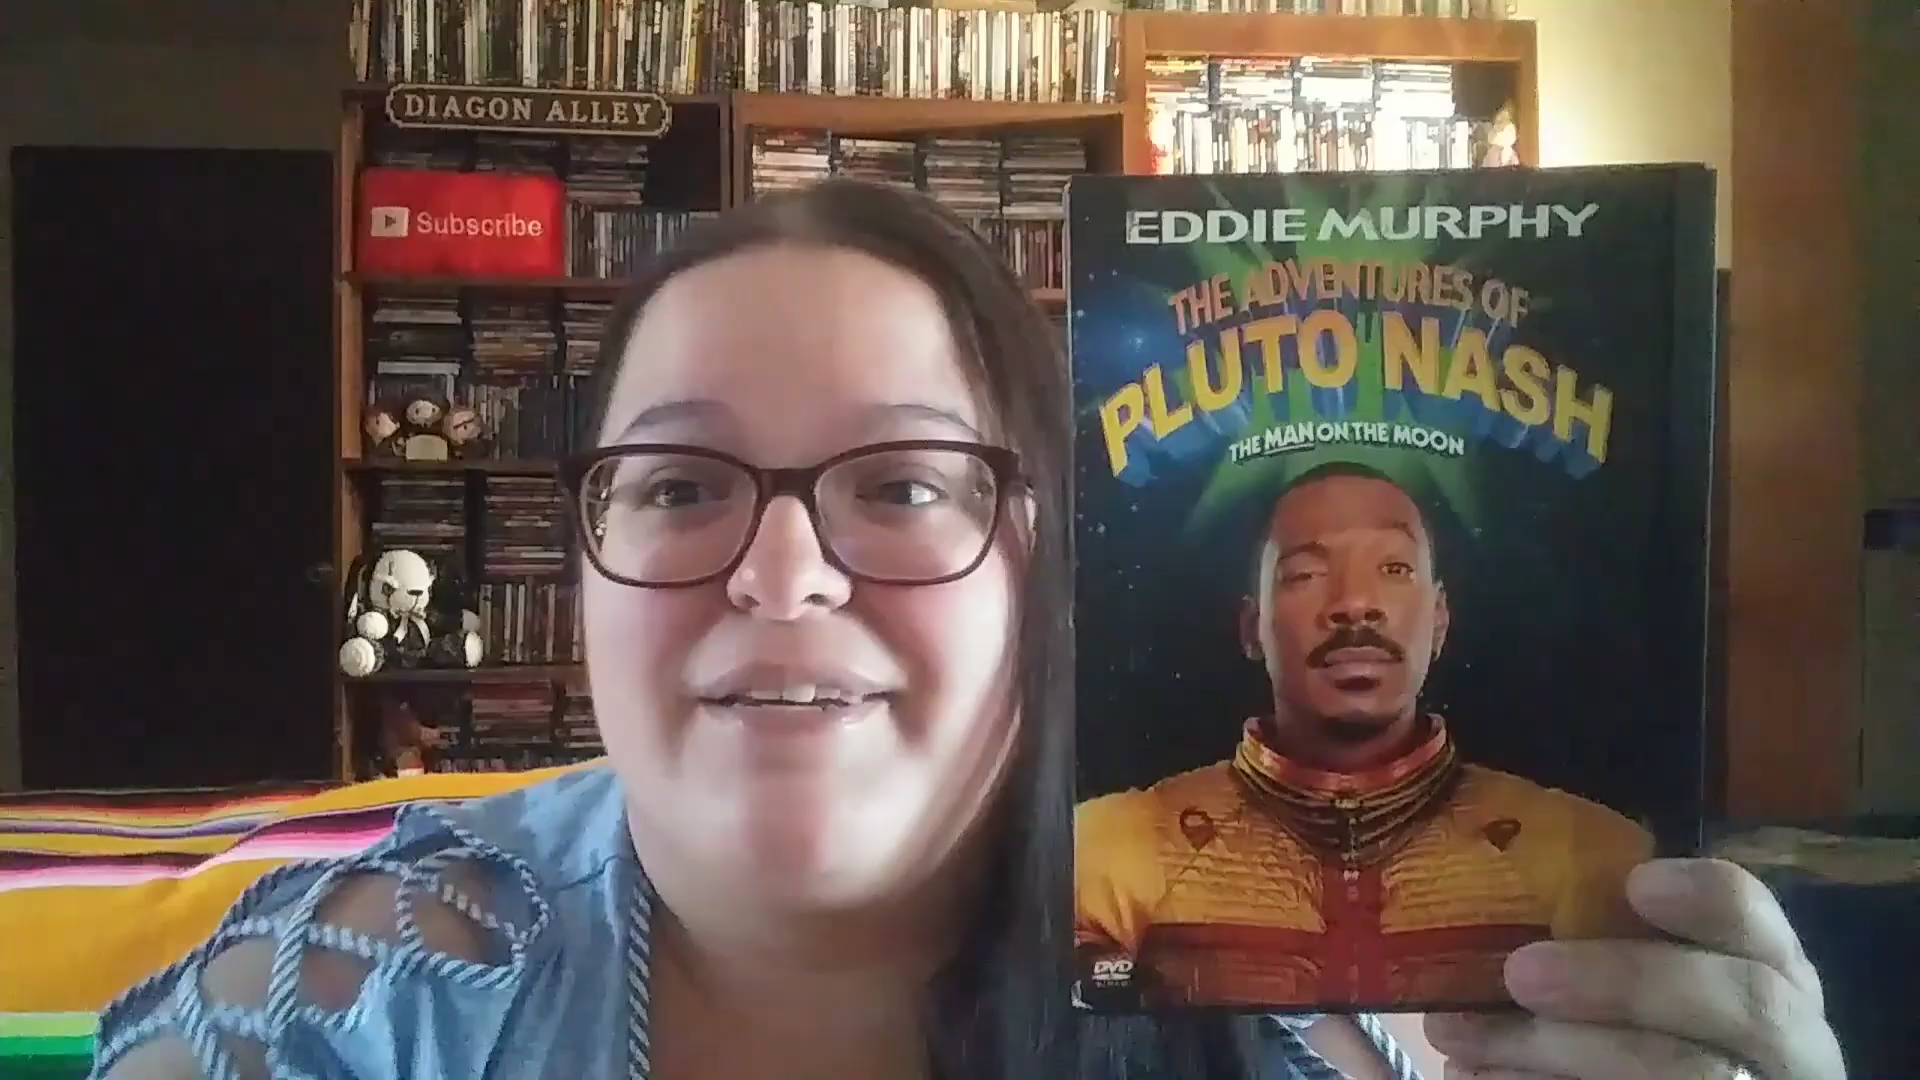 DIAGON ALLEY
Subscribe
EDDIE MURPHY
THE ADVENTURES OF
PLUTO NASH
THE MAN ON THE MOON
DVD